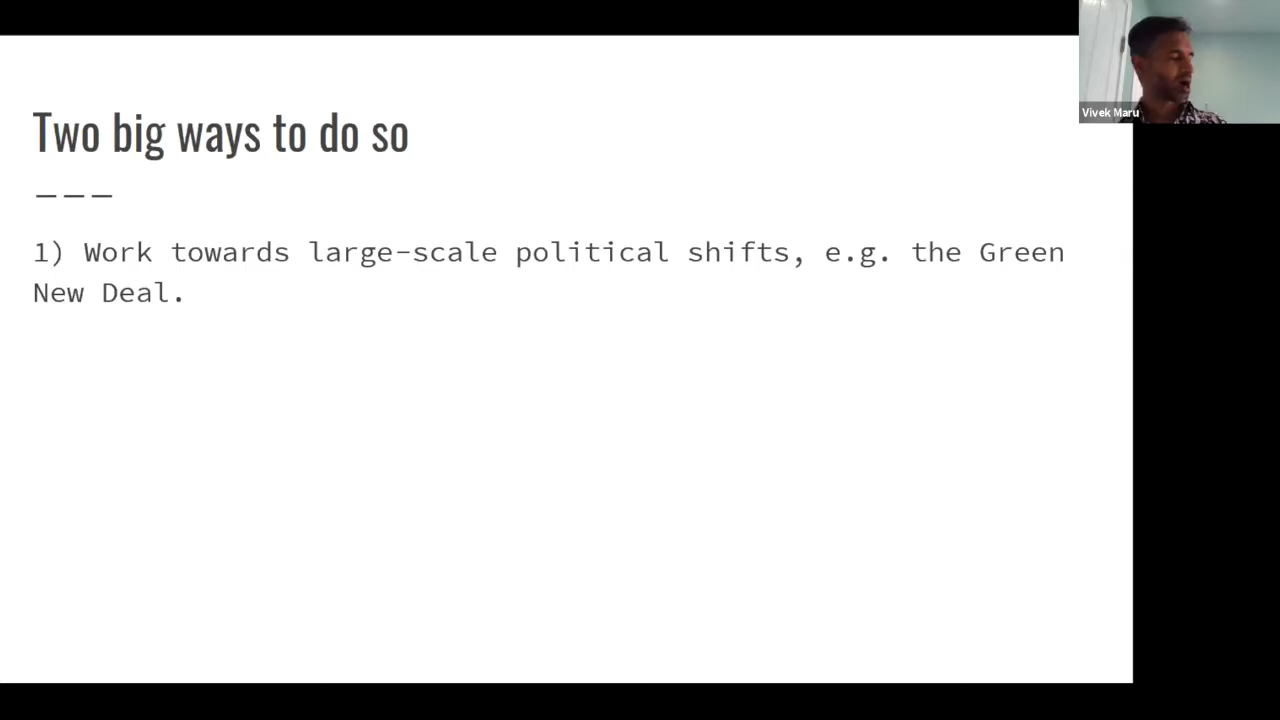 Two big ways to do so
———
1) Work towards large-scale political shifts, e.g. the Green
New Deal.
Vivek Maru